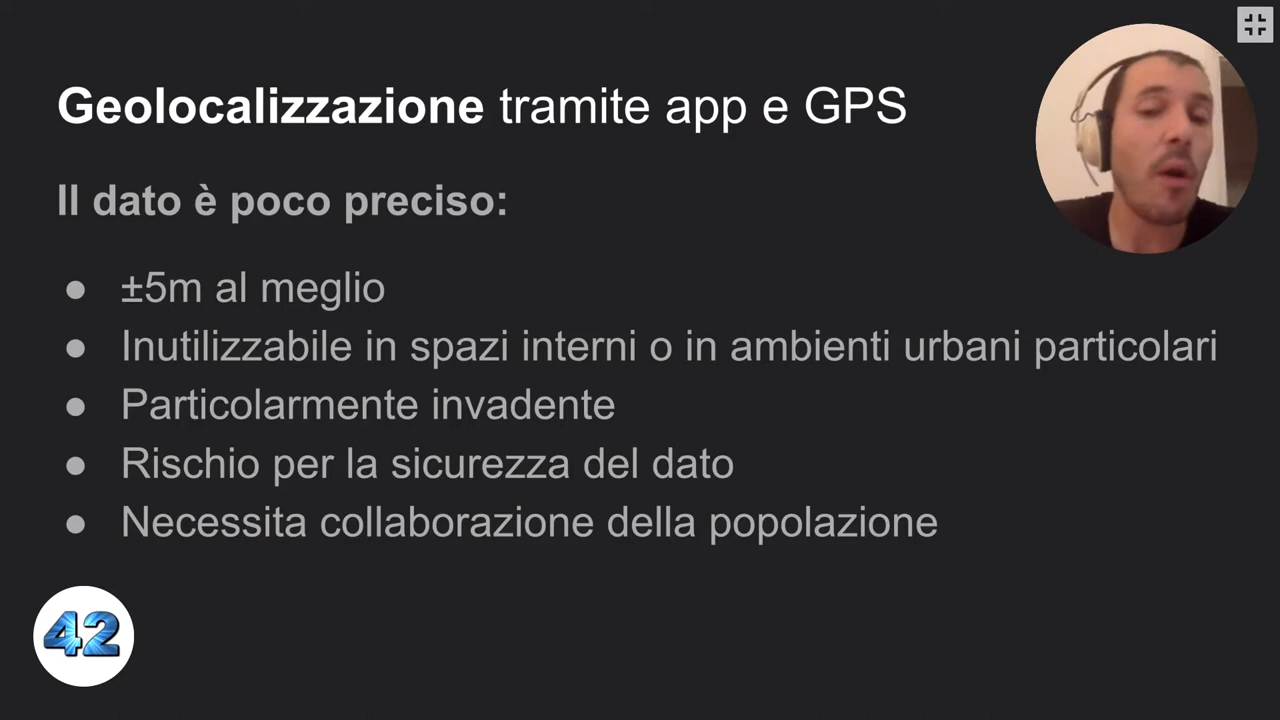 Geolocalizzazione tramite app e GPS
Il dato è poco preciso:
● ±5m al meglio
● Inutilizzabile in spazi interni o in ambienti urbani particolari
● Particolarmente invadente
● Rischio per la sicurezza del dato
● Necessita collaborazione della popolazione
42